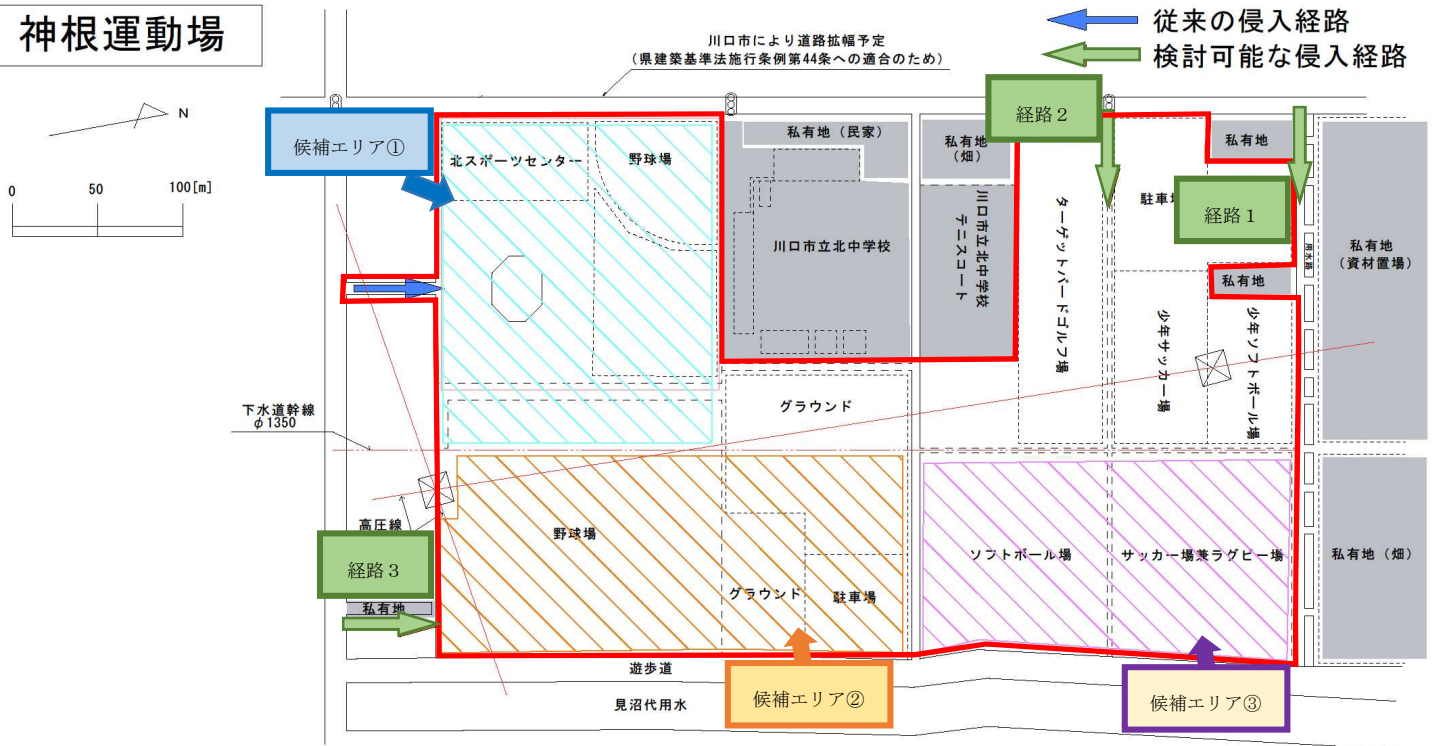 神根運動場
従来の侵入経路
検討可能な侵入経路
川口市により道路拡幅予定
(県建築基準法施行条例第44条への適合のため)
N
0 50 100[m]
候補エリア①
北スポーツセンター
野球場
私有地(民家)
私有地
(畑)
経路2
私有地
駐車場
経路1
川口市立北中学校
川口市立北中学校
テニスコート
ターゲットバードゴルフ場
用水路
私有地
(資材置場)
私有地
少年サッカー場
少年ソフトボール場
下水道幹線
φ1350
グラウンド
高圧線
経路3
私有地
野球場
グラウンド
駐車場
ソフトボール場
サッカー場兼ラグビー場
私有地(畑)
遊歩道
見沼代用水
候補エリア②
候補エリア③